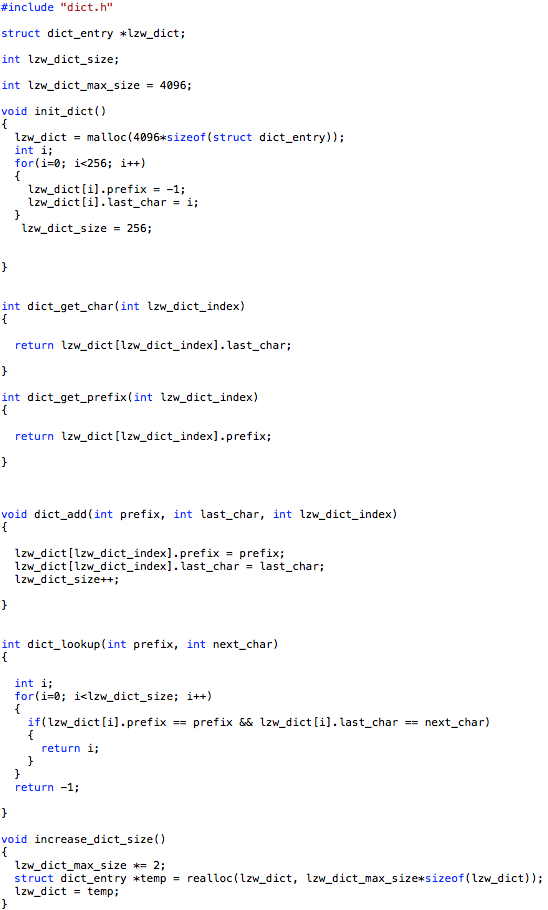 #include "dict.h"
struct dict_entry *lzw_dict;
int lzw_dict_size;
int lzw_dict_max_size = 4096;
void init_dict()
{
  lzw_dict = malloc(4096*sizeof(struct dict_entry));
  int i;
  for(i=0; i<256; i++)
  {
    lzw_dict[i].prefix = -1;
    lzw_dict[i].last_char = i;
  }
   lzw_dict_size = 256;
}
int dict_get_char(int lzw_dict_index)
{
  return lzw_dict[lzw_dict_index].last_char;
}
int dict_get_prefix(int lzw_dict_index)
{
  return lzw_dict[lzw_dict_index].prefix;
}
void dict_add(int prefix, int last_char, int lzw_dict_index)
{
  lzw_dict[lzw_dict_index].prefix = prefix;
  lzw_dict[lzw_dict_index].last_char = last_char;
  lzw_dict_size++;
}
int dict_lookup(int prefix, int next_char)
{
  int i;
  for(i=0; i<lzw_dict_size; i++)
  {
    if(lzw_dict[i].prefix == prefix && lzw_dict[i].last_char == next_char)
    {
      return i;
    }
  }
  return -1;
}
void increase_dict_size()
{
  lzw_dict_max_size *= 2;
  struct dict_entry *temp = realloc(lzw_dict, lzw_dict_max_size*sizeof(lzw_dict));
  lzw_dict = temp;
}